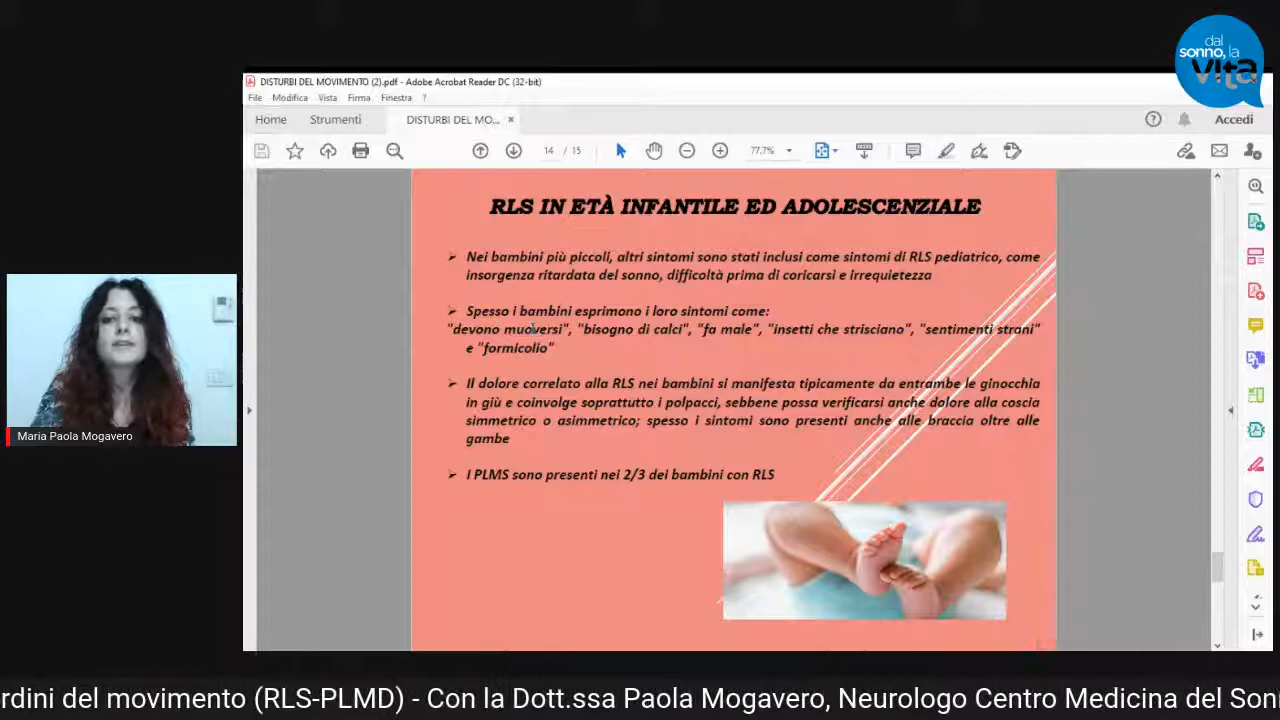 dal
sonno, la
vita
DISTURBI DEL MOVIMENTO (2).pdf - Adobe Acrobat Reader DC (32-bit)
File Modifica Vista Firma Finestra ?
Home Strumenti DISTURBI DEL MO... × Accedi
14 / 15 77,7%
RLS IN ETÀ INFANTILE ED ADOLESCENZIALE
➢ Nei bambini più piccoli, altri sintomi sono stati inclusi come sintomi di RLS pediatrico, come
insorgenza ritardata del sonno, difficoltà prima di coricarsi e irrequietezza
➢ Spesso i bambini esprimono i loro sintomi come:
"devono muoversi", "bisogno di calci", "fa male", "insetti che strisciano", "sentimenti strani"
e "formicolio"
➢ Il dolore correlato alla RLS nei bambini si manifesta tipicamente da entrambe le ginocchia
in giù e coinvolge soprattutto i polpacci, sebbene possa verificarsi anche dolore alla coscia
simmetrico o asimmetrico; spesso i sintomi sono presenti anche alle braccia oltre alle
gambe
➢ I PLMS sono presenti nei 2/3 dei bambini con RLS
Maria Paola Mogavero
rdini del movimento (RLS-PLMD) - Con la Dott.ssa Paola Mogavero, Neurologo Centro Medicina del Son